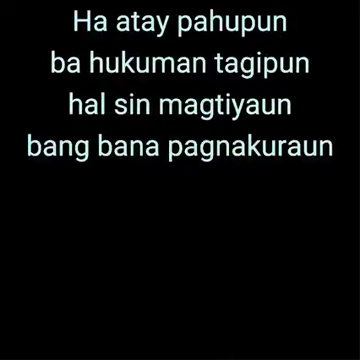 Ha atay pahupun
ba hukuman tagipun
hal sin magtiyaun
bang bana pagnakuraun